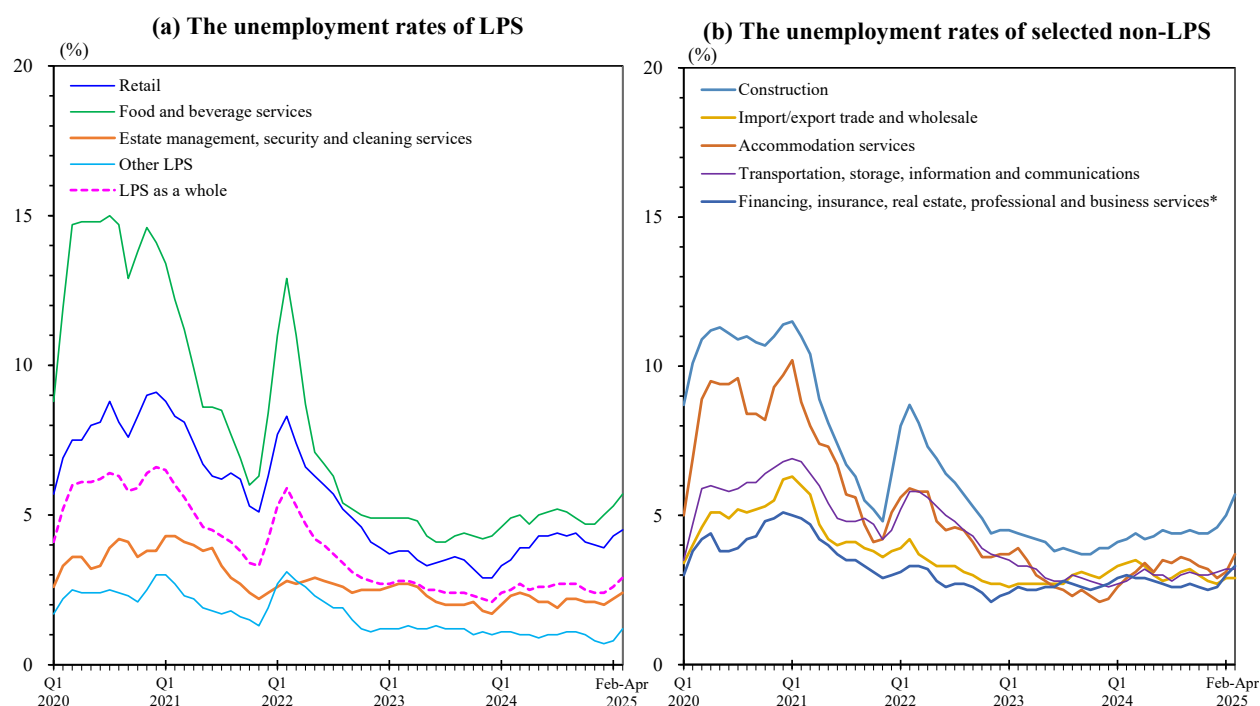 (a) The unemployment rates of LPS
(%)
20
15
10
5
0
Retail
Food and beverage services
Estate management, security and cleaning services
Other LPS
LPS as a whole
Q1
2020
Q1
2021
Q1
2022
Q1
2023
Q1
2024
Feb-Apr
2025
(b) The unemployment rates of selected non-LPS
(%)
20
15
10
5
0
Construction
Import/export trade and wholesale
Accommodation services
Transportation, storage, information and communications
Financing, insurance, real estate, professional and business services*
Q1
2020
Q1
2021
Q1
2022
Q1
2023
Q1
2024
Feb-Apr
2025